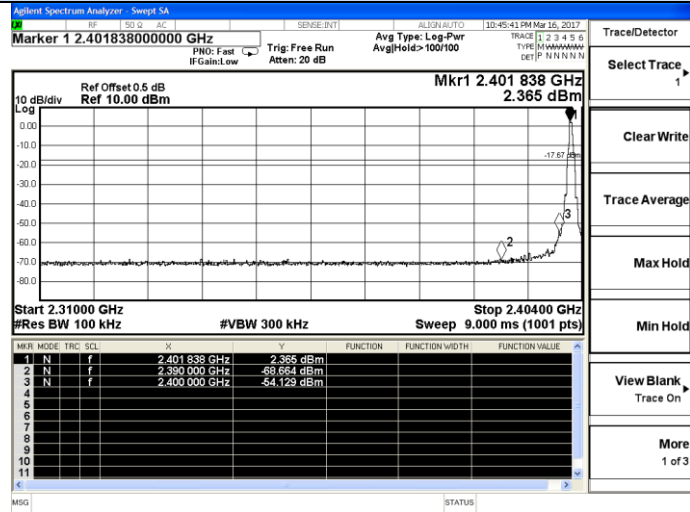 Agilent Spectrum Analyzer - Swept SA
RF 50 Ω AC SENSE:INT ALIGN AUTO 10:45:41 PM Mar 16, 2017
Marker 1 2.401838000000 GHz
PNO: Fast
IFGain:Low
Trig: Free Run
Atten: 20 dB
Avg Type: Log-Pwr
Avg|Hold:>100/100
TRACE 1 2 3 4 5 6
TYPE M W W W W W
DET P N N N N N
Ref Offset 0.5 dB
10 dB/div Ref 10.00 dBm
Log
Mkr1 2.401 838 GHz
2.365 dBm
1
0.00
-10.0
-17.67 dBm
-20.0
-30.0
-40.0
-50.0
3
-60.0
2
-70.0
-80.0
Start 2.31000 GHz Stop 2.40400 GHz
#Res BW 100 kHz #VBW 300 kHz Sweep 9.000 ms (1001 pts)
MKR MODE TRC SCL X Y FUNCTION FUNCTION WIDTH FUNCTION VALUE
1 N f 2.401 838 GHz 2.365 dBm
2 N f 2.390 000 GHz -68.664 dBm
3 N f 2.400 000 GHz -54.129 dBm
4
5
6
7
8
9
10
11
MSG STATUS
Trace/Detector
Select Trace
1
Clear Write
Trace Average
Max Hold
Min Hold
View Blank
Trace On
More
1 of 3